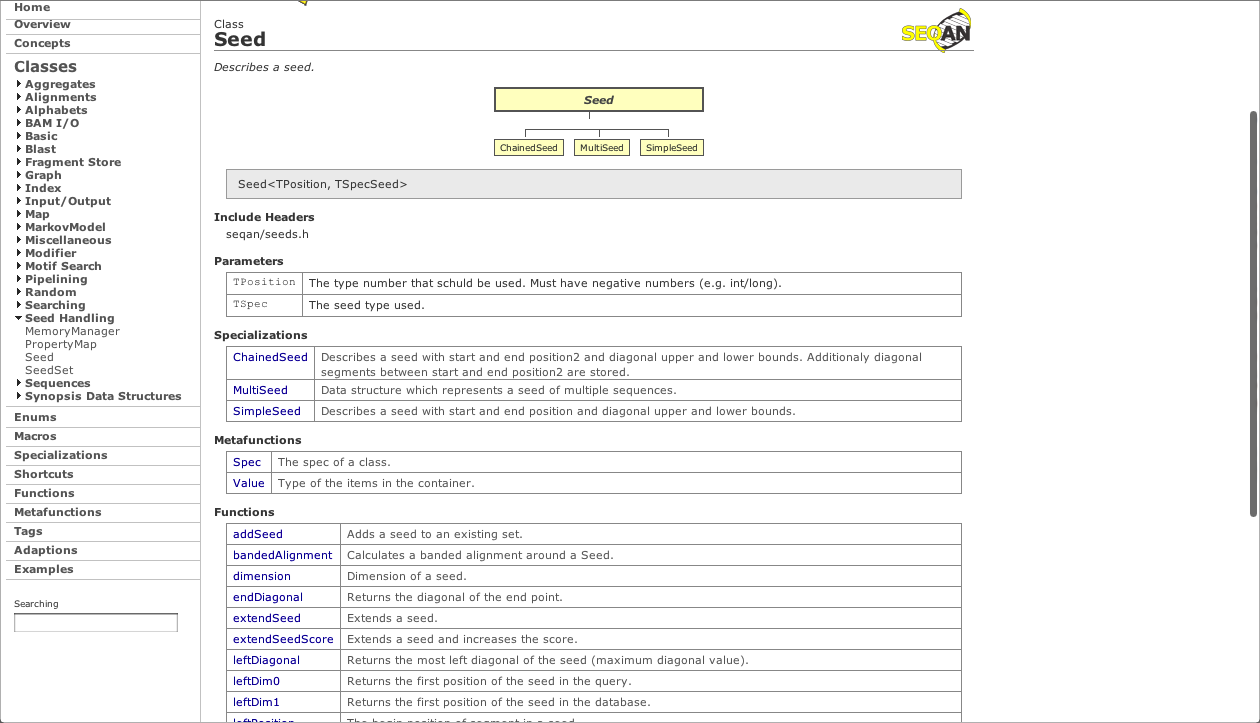 Home
Overview
Concepts
Classes
Aggregates
Alignments
Alphabets
BAM I/O
Basic
Blast
Fragment Store
Graph
Index
Input/Output
Map
MarkovModel
Miscellaneous
Modifier
Motif Search
Pipelining
Random
Searching
Seed Handling
MemoryManager
PropertyMap
Seed
SeedSet
Sequences
Synopsis Data Structures
Enums
Macros
Specializations
Shortcuts
Functions
Metafunctions
Tags
Adaptions
Examples
Searching
Class
Seed
SEQAN
Describes a seed.
Seed
ChainedSeed MultiSeed SimpleSeed
Seed<TPosition, TSpecSeed>
Include Headers
seqan/seeds.h
Parameters
TPosition The type number that schuld be used. Must have negative numbers (e.g. int/long).
TSpec The seed type used.
Specializations
ChainedSeed Describes a seed with start and end position2 and diagonal upper and lower bounds. Additionaly diagonal
segments between start and end position2 are stored.
MultiSeed Data structure which represents a seed of multiple sequences.
SimpleSeed Describes a seed with start and end position and diagonal upper and lower bounds.
Metafunctions
Spec The spec of a class.
Value Type of the items in the container.
Functions
addSeed Adds a seed to an existing set.
bandedAlignment Calculates a banded alignment around a Seed.
dimension Dimension of a seed.
endDiagonal Returns the diagonal of the end point.
extendSeed Extends a seed.
extendSeedScore Extends a seed and increases the score.
leftDiagonal Returns the most left diagonal of the seed (maximum diagonal value).
leftDim0 Returns the first position of the seed in the query.
leftDim1 Returns the first position of the seed in the database.
leftPosition The begin position of segment in a seed.